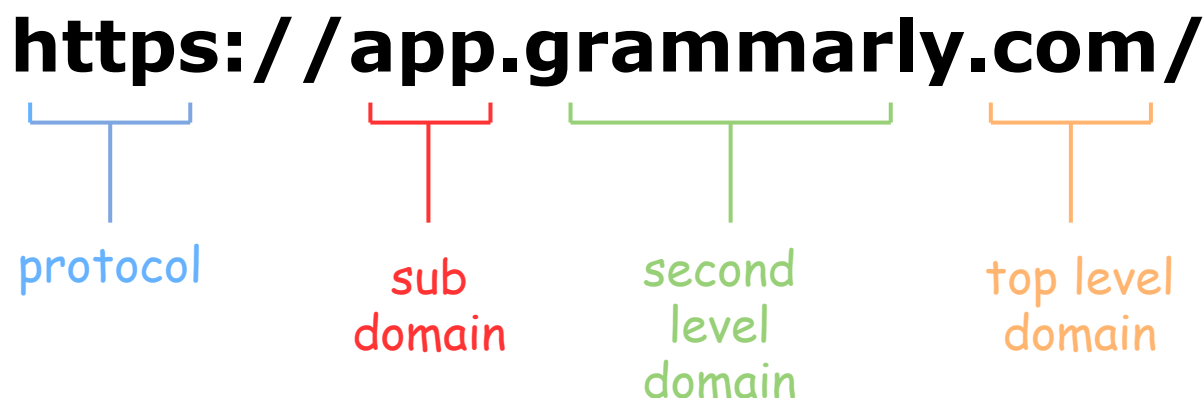 https://app.grammarly.com/
protocol
sub
domain
second
level
domain
top level
domain